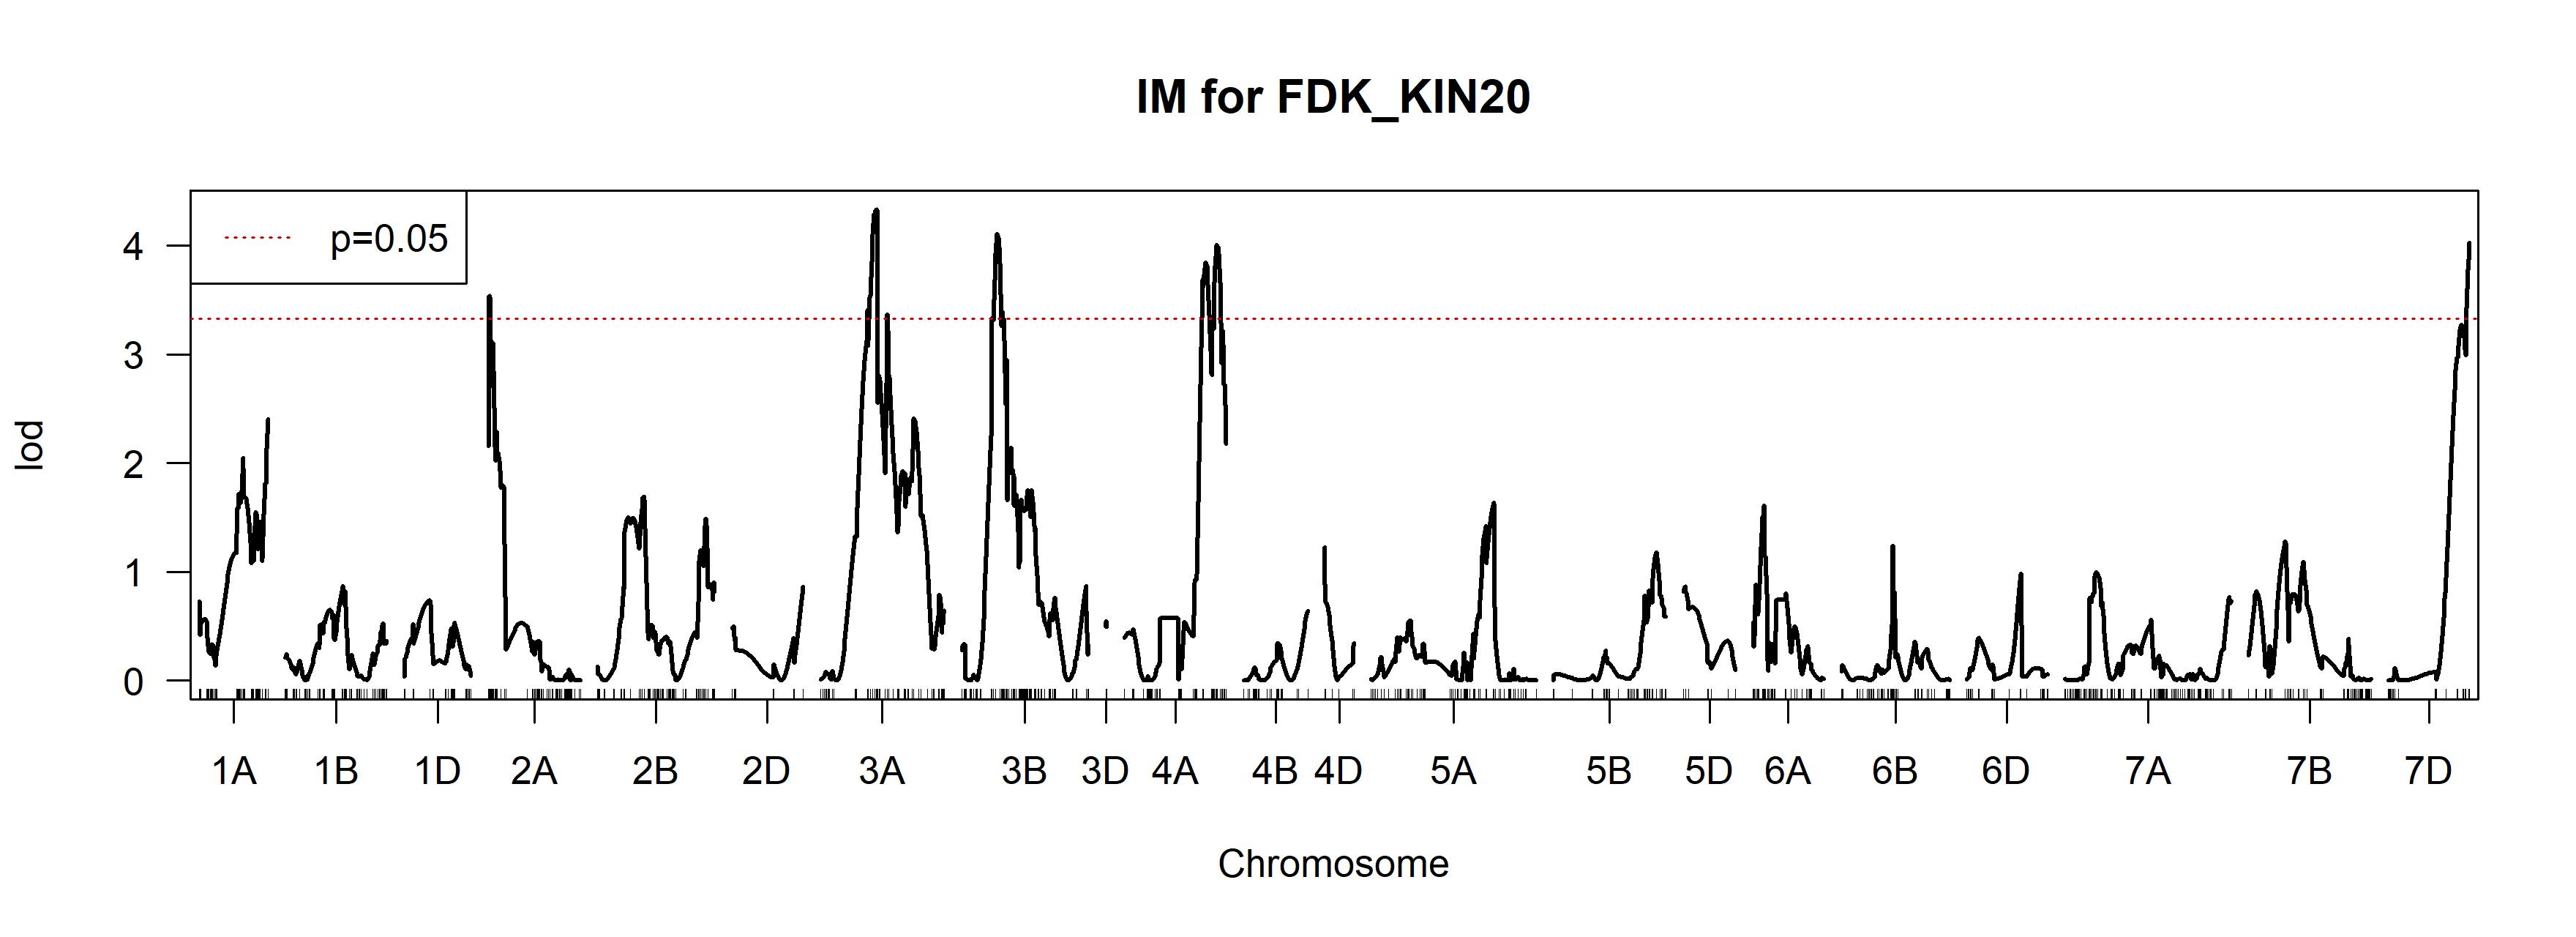 IM for FDK_KIN20
p=0.05
4
3
2
1
0
lod
1A 1B 1D 2A 2B 2D 3A 3B 3D 4A 4B 4D 5A 5B 5D 6A 6B 6D 7A 7B 7D
Chromosome